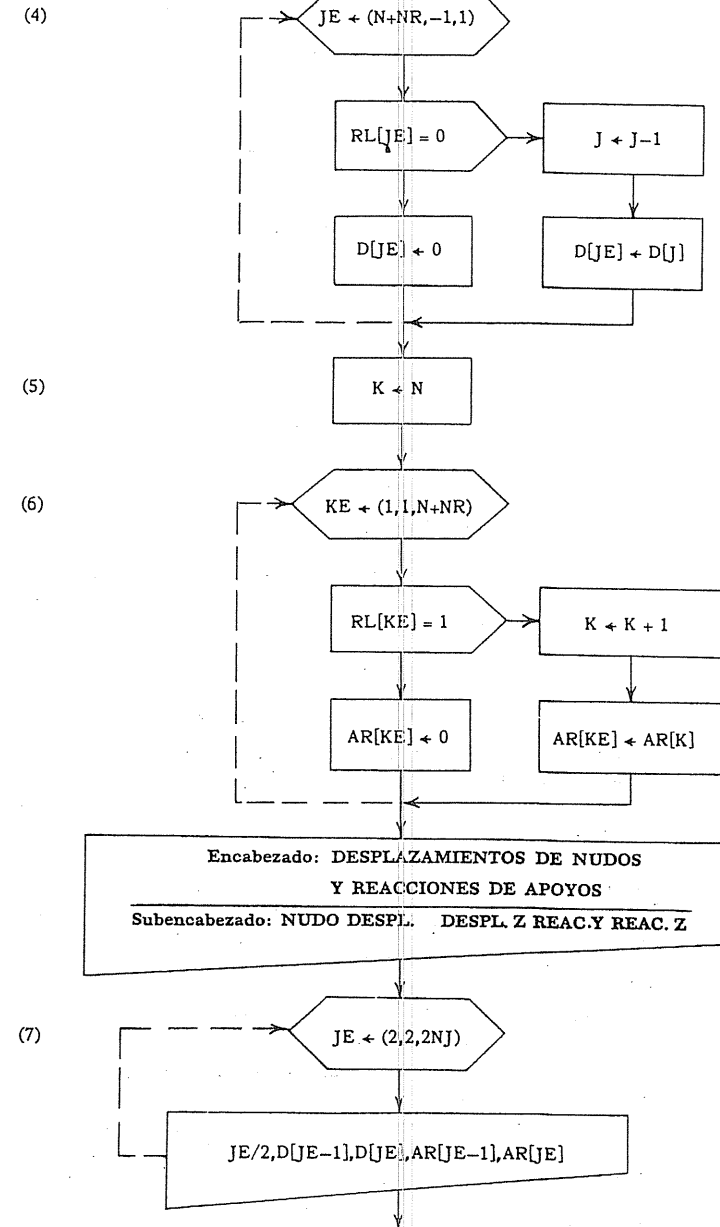 (4)
JE ← (N+NR,−1,1)
RL[JE] = 0
J ← J−1
D[JE] ← 0
D[JE] ← D[J]
(5)
K ← N
(6)
KE ← (1,1,N+NR)
RL[KE] = 1
K ← K + 1
AR[KE] ← 0
AR[KE] ← AR[K]
Encabezado: DESPLAZAMIENTOS DE NUDOS
Y REACCIONES DE APOYOS
Subencabezado: NUDO DESPL. DESPL. Z REAC.Y REAC. Z
(7)
JE ← (2,2,2NJ)
JE/2,D[JE−1],D[JE],AR[JE−1],AR[JE]